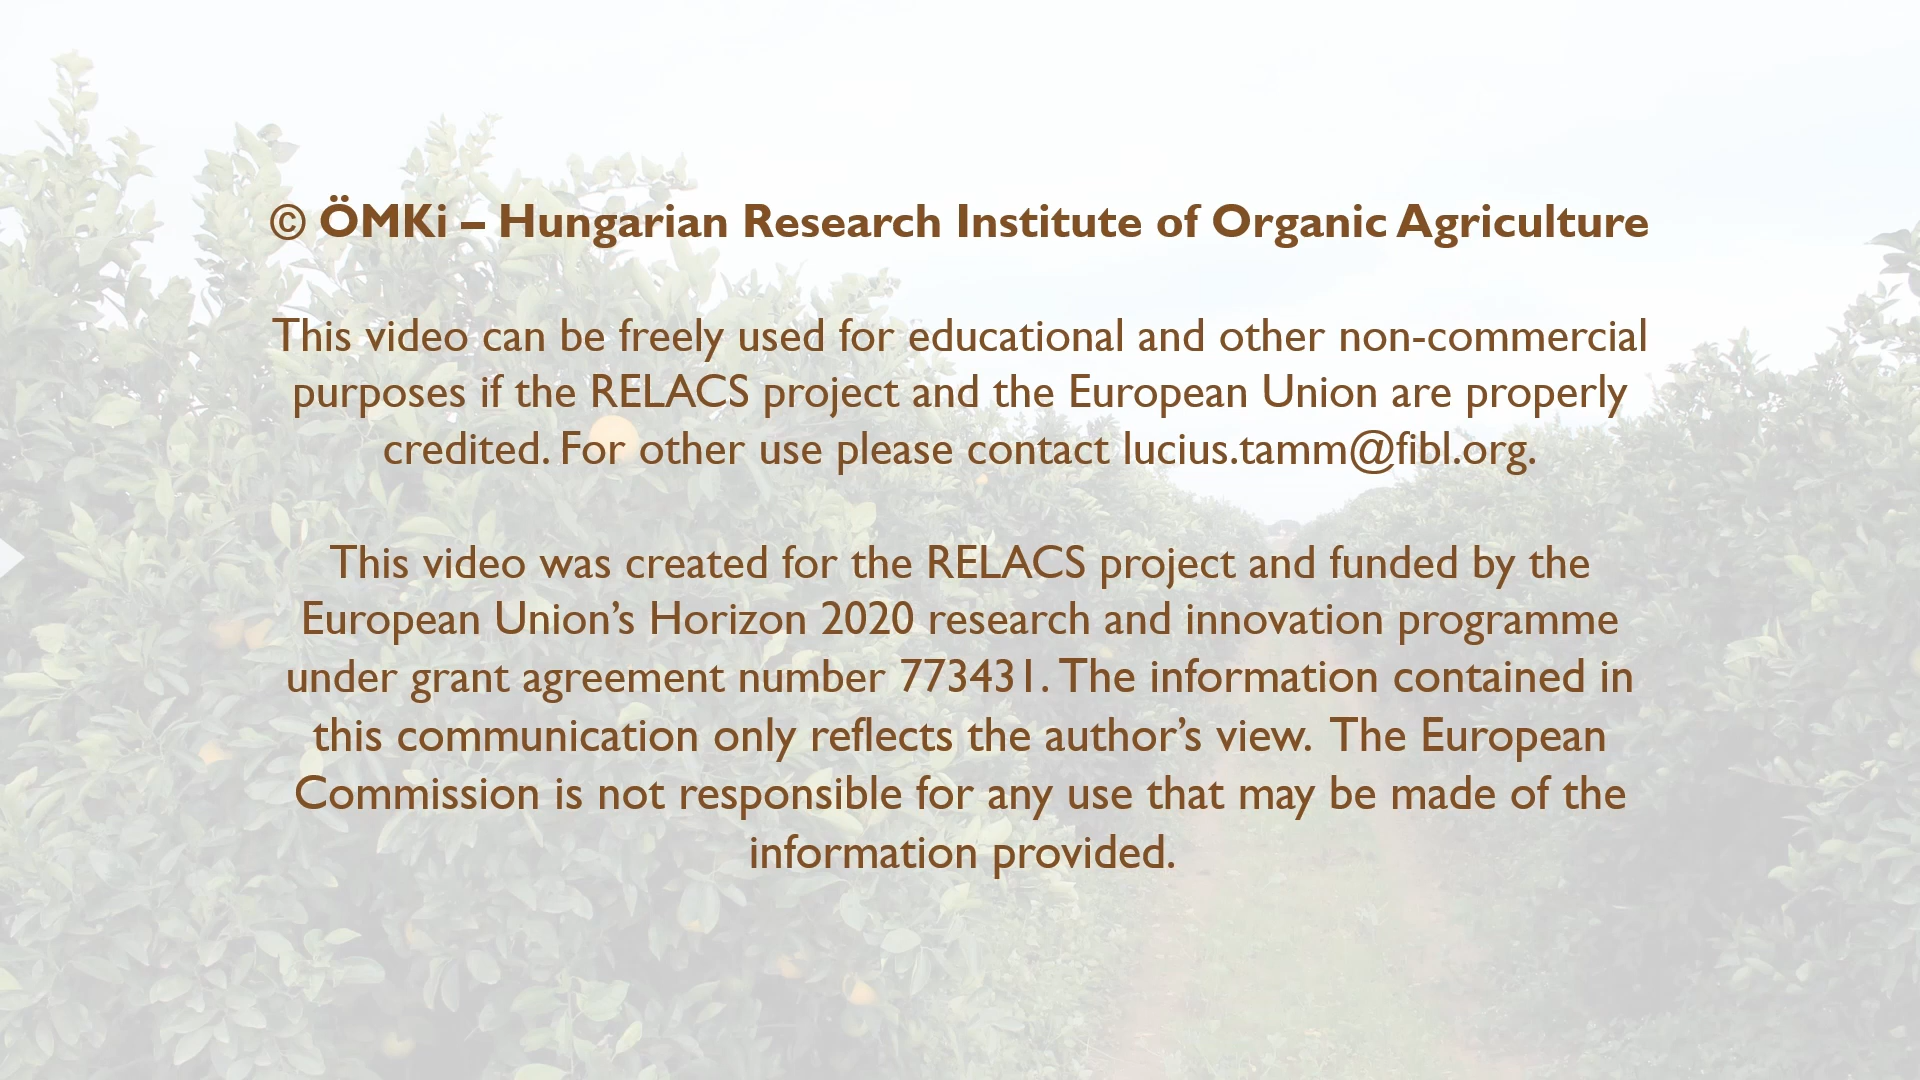 © ÖMKi – Hungarian Research Institute of Organic Agriculture
This video can be freely used for educational and other non-commercial
purposes if the RELACS project and the European Union are properly
credited. For other use please contact lucius.tamm@fibl.org.
This video was created for the RELACS project and funded by the
European Union’s Horizon 2020 research and innovation programme
under grant agreement number 773431. The information contained in
this communication only reflects the author’s view.  The European
Commission is not responsible for any use that may be made of the
information provided.